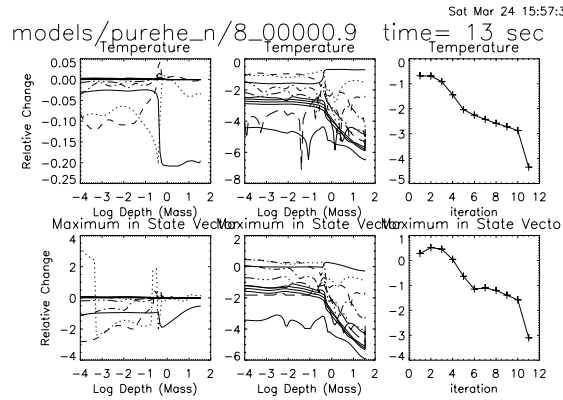 Sat Mar 24 15:57:3
models/purehe_n/8_00000.9 time= 13 sec
Temperature Temperature Temperature
Relative Change
0.05
0.00
-0.05
-0.10
-0.15
-0.20
-0.25
-4 -3 -2 -1 0 1 2
Log Depth (Mass)
0
-2
-4
-6
-8
-4 -3 -2 -1 0 1 2
Log Depth (Mass)
0
-1
-2
-3
-4
-5
0 2 4 6 8 10 12
iteration
Maximum in State Vector Maximum in State Vector Maximum in State Vecto
Relative Change
4
2
0
-2
-4
-4 -3 -2 -1 0 1 2
Log Depth (Mass)
2
0
-2
-4
-6
-4 -3 -2 -1 0 1 2
Log Depth (Mass)
1
0
-1
-2
-3
-4
0 2 4 6 8 10 12
iteration